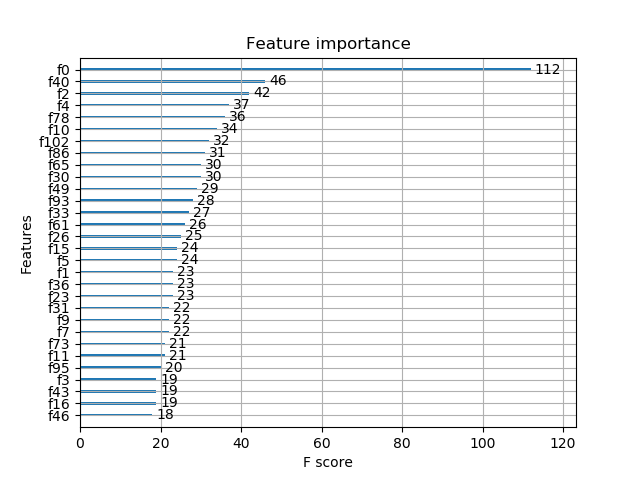 Feature importance
f0 112
f40 46
f2 42
f4 37
f78 36
f10 34
f102 32
f86 31
f65 30
f30 30
f49 29
f93 28
f33 27
f61 26
f26 25
f15 24
f5 24
f1 23
f36 23
f23 23
f31 22
f9 22
f7 22
f73 21
f11 21
f95 20
f3 19
f43 19
f16 19
f46 18
Features
0 20 40 60 80 100 120
F score